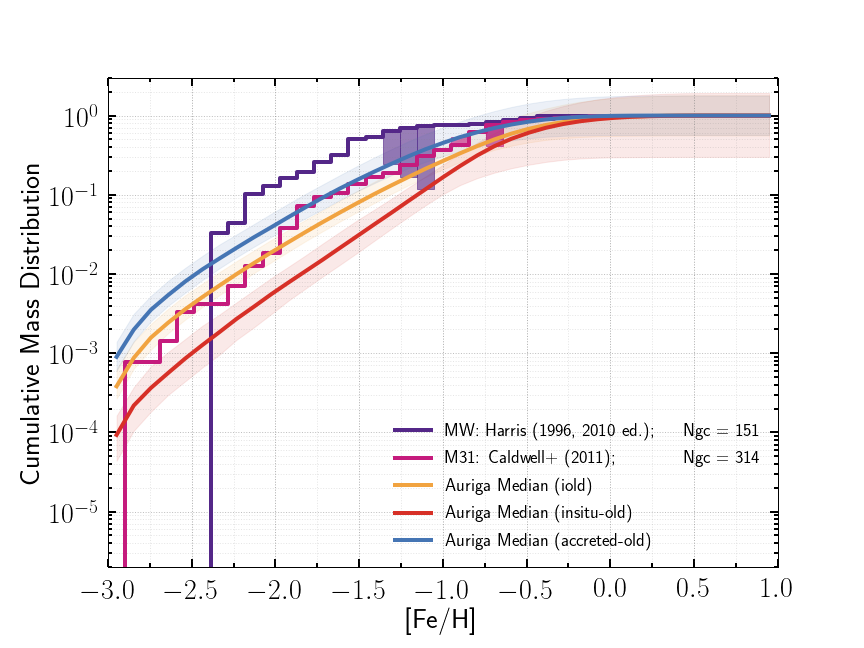 10⁰
10⁻¹
10⁻²
10⁻³
10⁻⁴
10⁻⁵
Cumulative Mass Distribution
MW: Harris (1996, 2010 ed.); Ngc = 151
M31: Caldwell+ (2011); Ngc = 314
Auriga Median (iold)
Auriga Median (insitu-old)
Auriga Median (accreted-old)
−3.0 −2.5 −2.0 −1.5 −1.0 −0.5 0.0 0.5 1.0
[Fe/H]